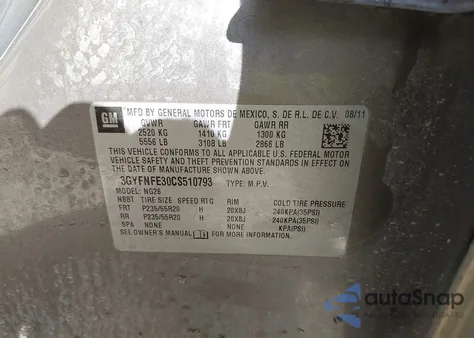 GM
MFD BY GENERAL MOTORS DE MEXICO, S. DE R.L. DE C.V. 08/11
GVWR GAWR FRT GAWR RR
2520 KG 1410 KG 1300 KG
5556 LB 3108 LB 2866 LB
THIS VEHICLE CONFORMS TO ALL APPLICABLE U.S. FEDERAL MOTOR
VEHICLE SAFETY AND THEFT PREVENTION STANDARDS IN EFFECT ON
THE DATE OF MANUFACTURE SHOWN ABOVE.
3GYFNFE30CS510793 TYPE: M.P.V.
MODEL: NG26
NBBT TIRE SIZE SPEED RTG RIM COLD TIRE PRESSURE
FRT P235/55R20 H 20X8J 240KPA(35PSI)
RR P235/55R20 H 20X8J 240KPA(35PSI)
SPA NONE NONE NONE KPA(PSI)
SEE OWNER'S MANUAL FOR MORE INFORMATION
autoSnap